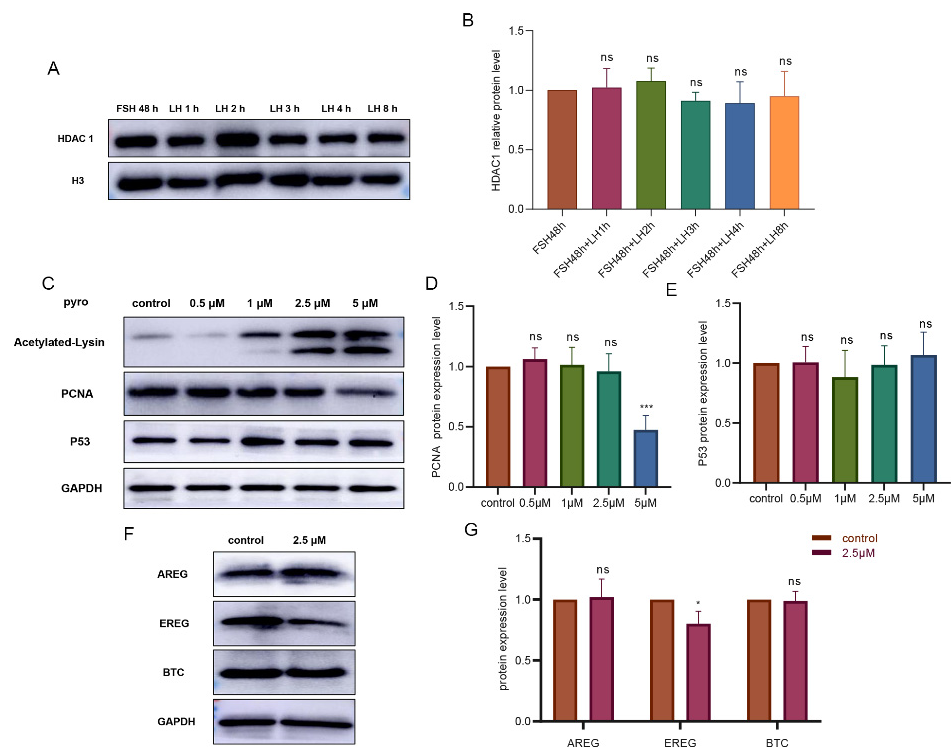 A
FSH 48 h LH 1 h LH 2 h LH 3 h LH 4 h LH 8 h
HDAC 1
H3
B
HDAC1 relative protein level
1.5
1.0
0.5
0.0
ns ns ns ns ns
FSH48h FSH48h+LH1h FSH48h+LH2h FSH48h+LH3h FSH48h+LH4h FSH48h+LH8h
C
pyro control 0.5 μM 1 μM 2.5 μM 5 μM
Acetylated-Lysin
PCNA
P53
GAPDH
D
PCNA protein expression level
1.5
1.0
0.5
0.0
ns ns ns ***
control 0.5μM 1μM 2.5μM 5μM
E
P53 protein expression level
1.5
1.0
0.5
0.0
ns ns ns ns
control 0.5μM 1μM 2.5μM 5μM
F
control 2.5 μM
AREG
EREG
BTC
GAPDH
G
protein expression level
1.5
1.0
0.5
0.0
control
2.5μM
ns * ns
AREG EREG BTC